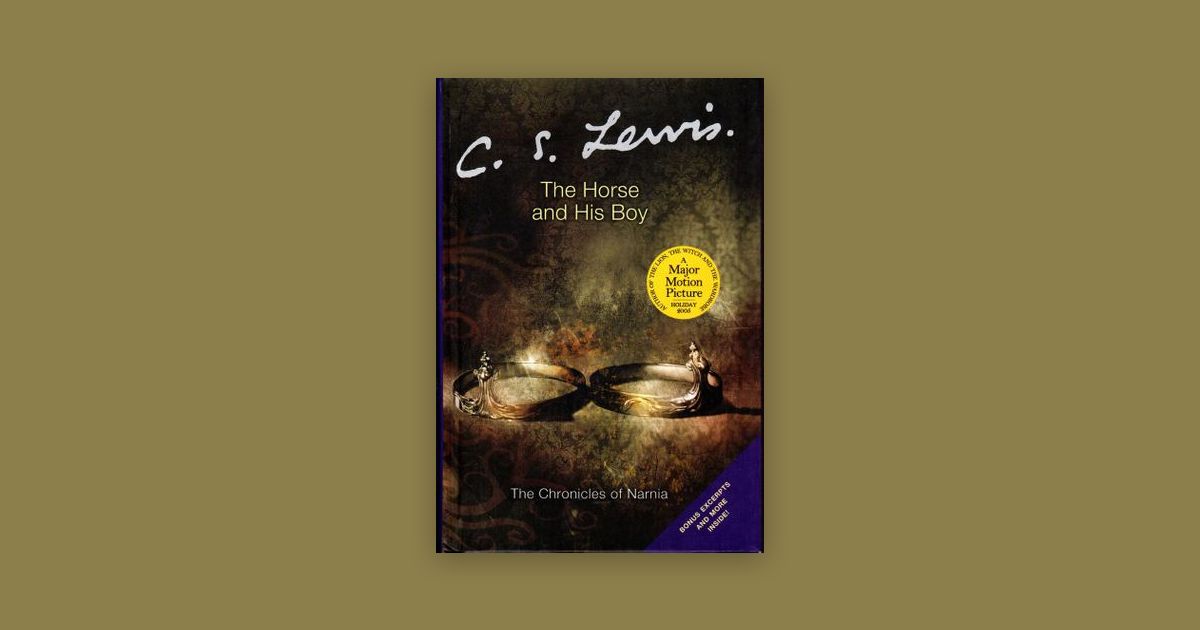 C. S. Lewis.
The Horse
and His Boy
AUTHOR OF THE LION, THE WITCH AND THE WARDROBE
A
Major
Motion
Picture
HOLIDAY
2005
The Chronicles of Narnia
BONUS EXCERPTS
AND MORE
INSIDE!